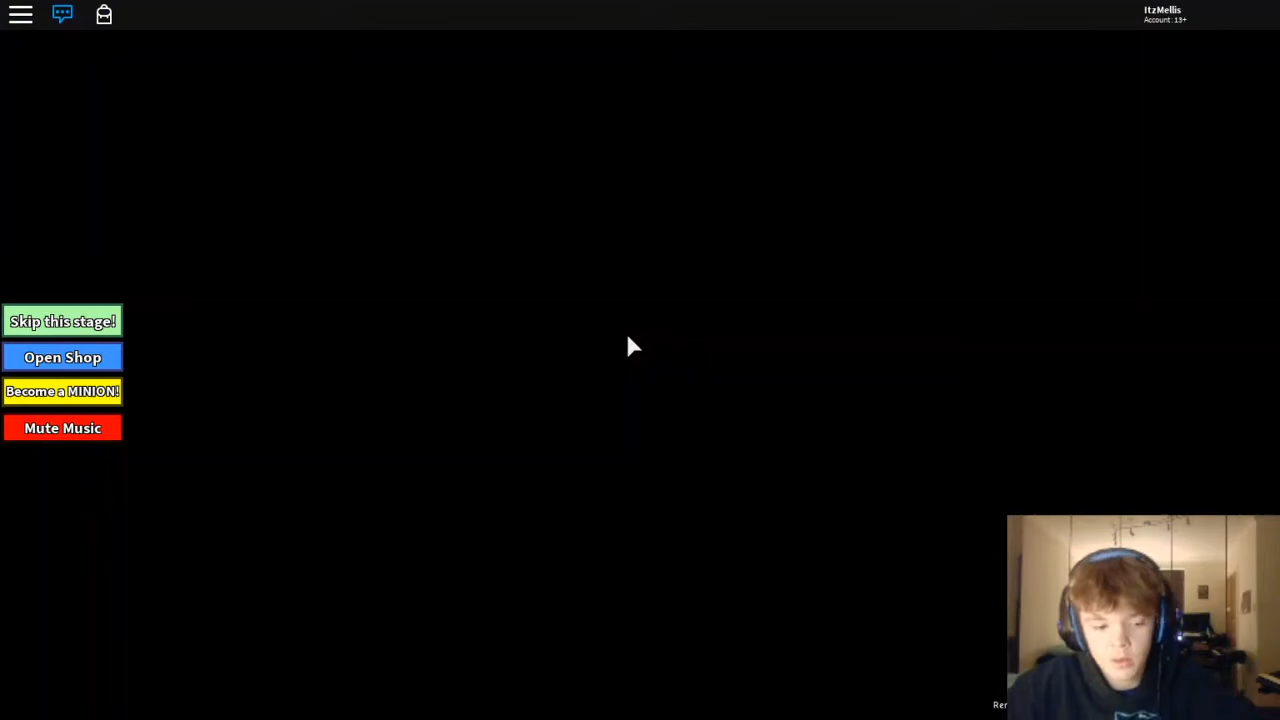 ItzMellis
Account: 13+
Skip this stage!
Open Shop
Become a MINION!
Mute Music